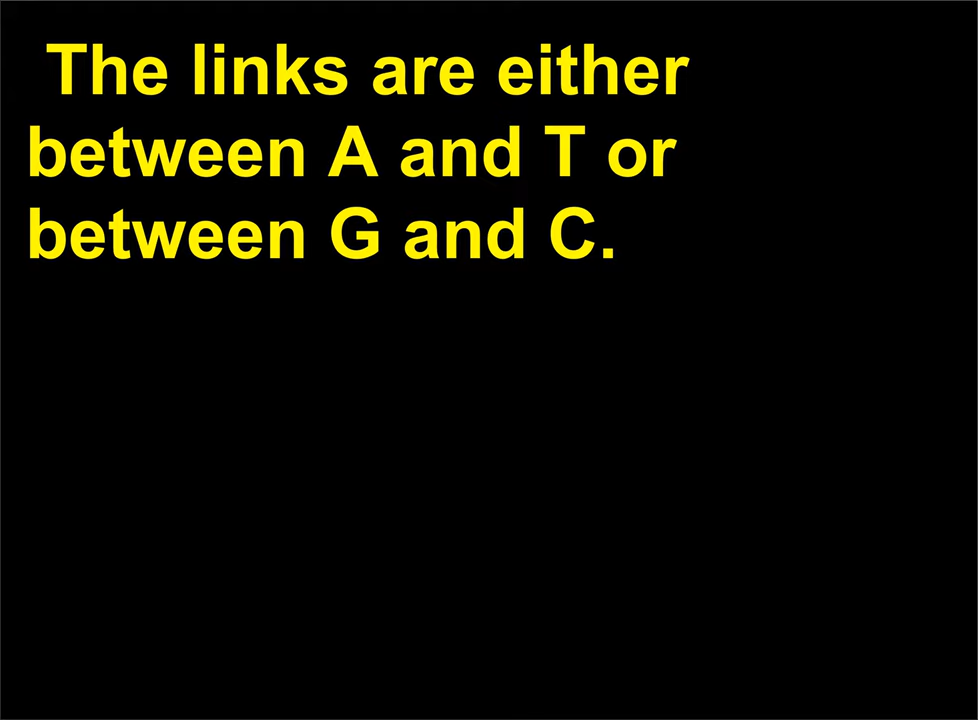 The links are either
between A and T or
between G and C.